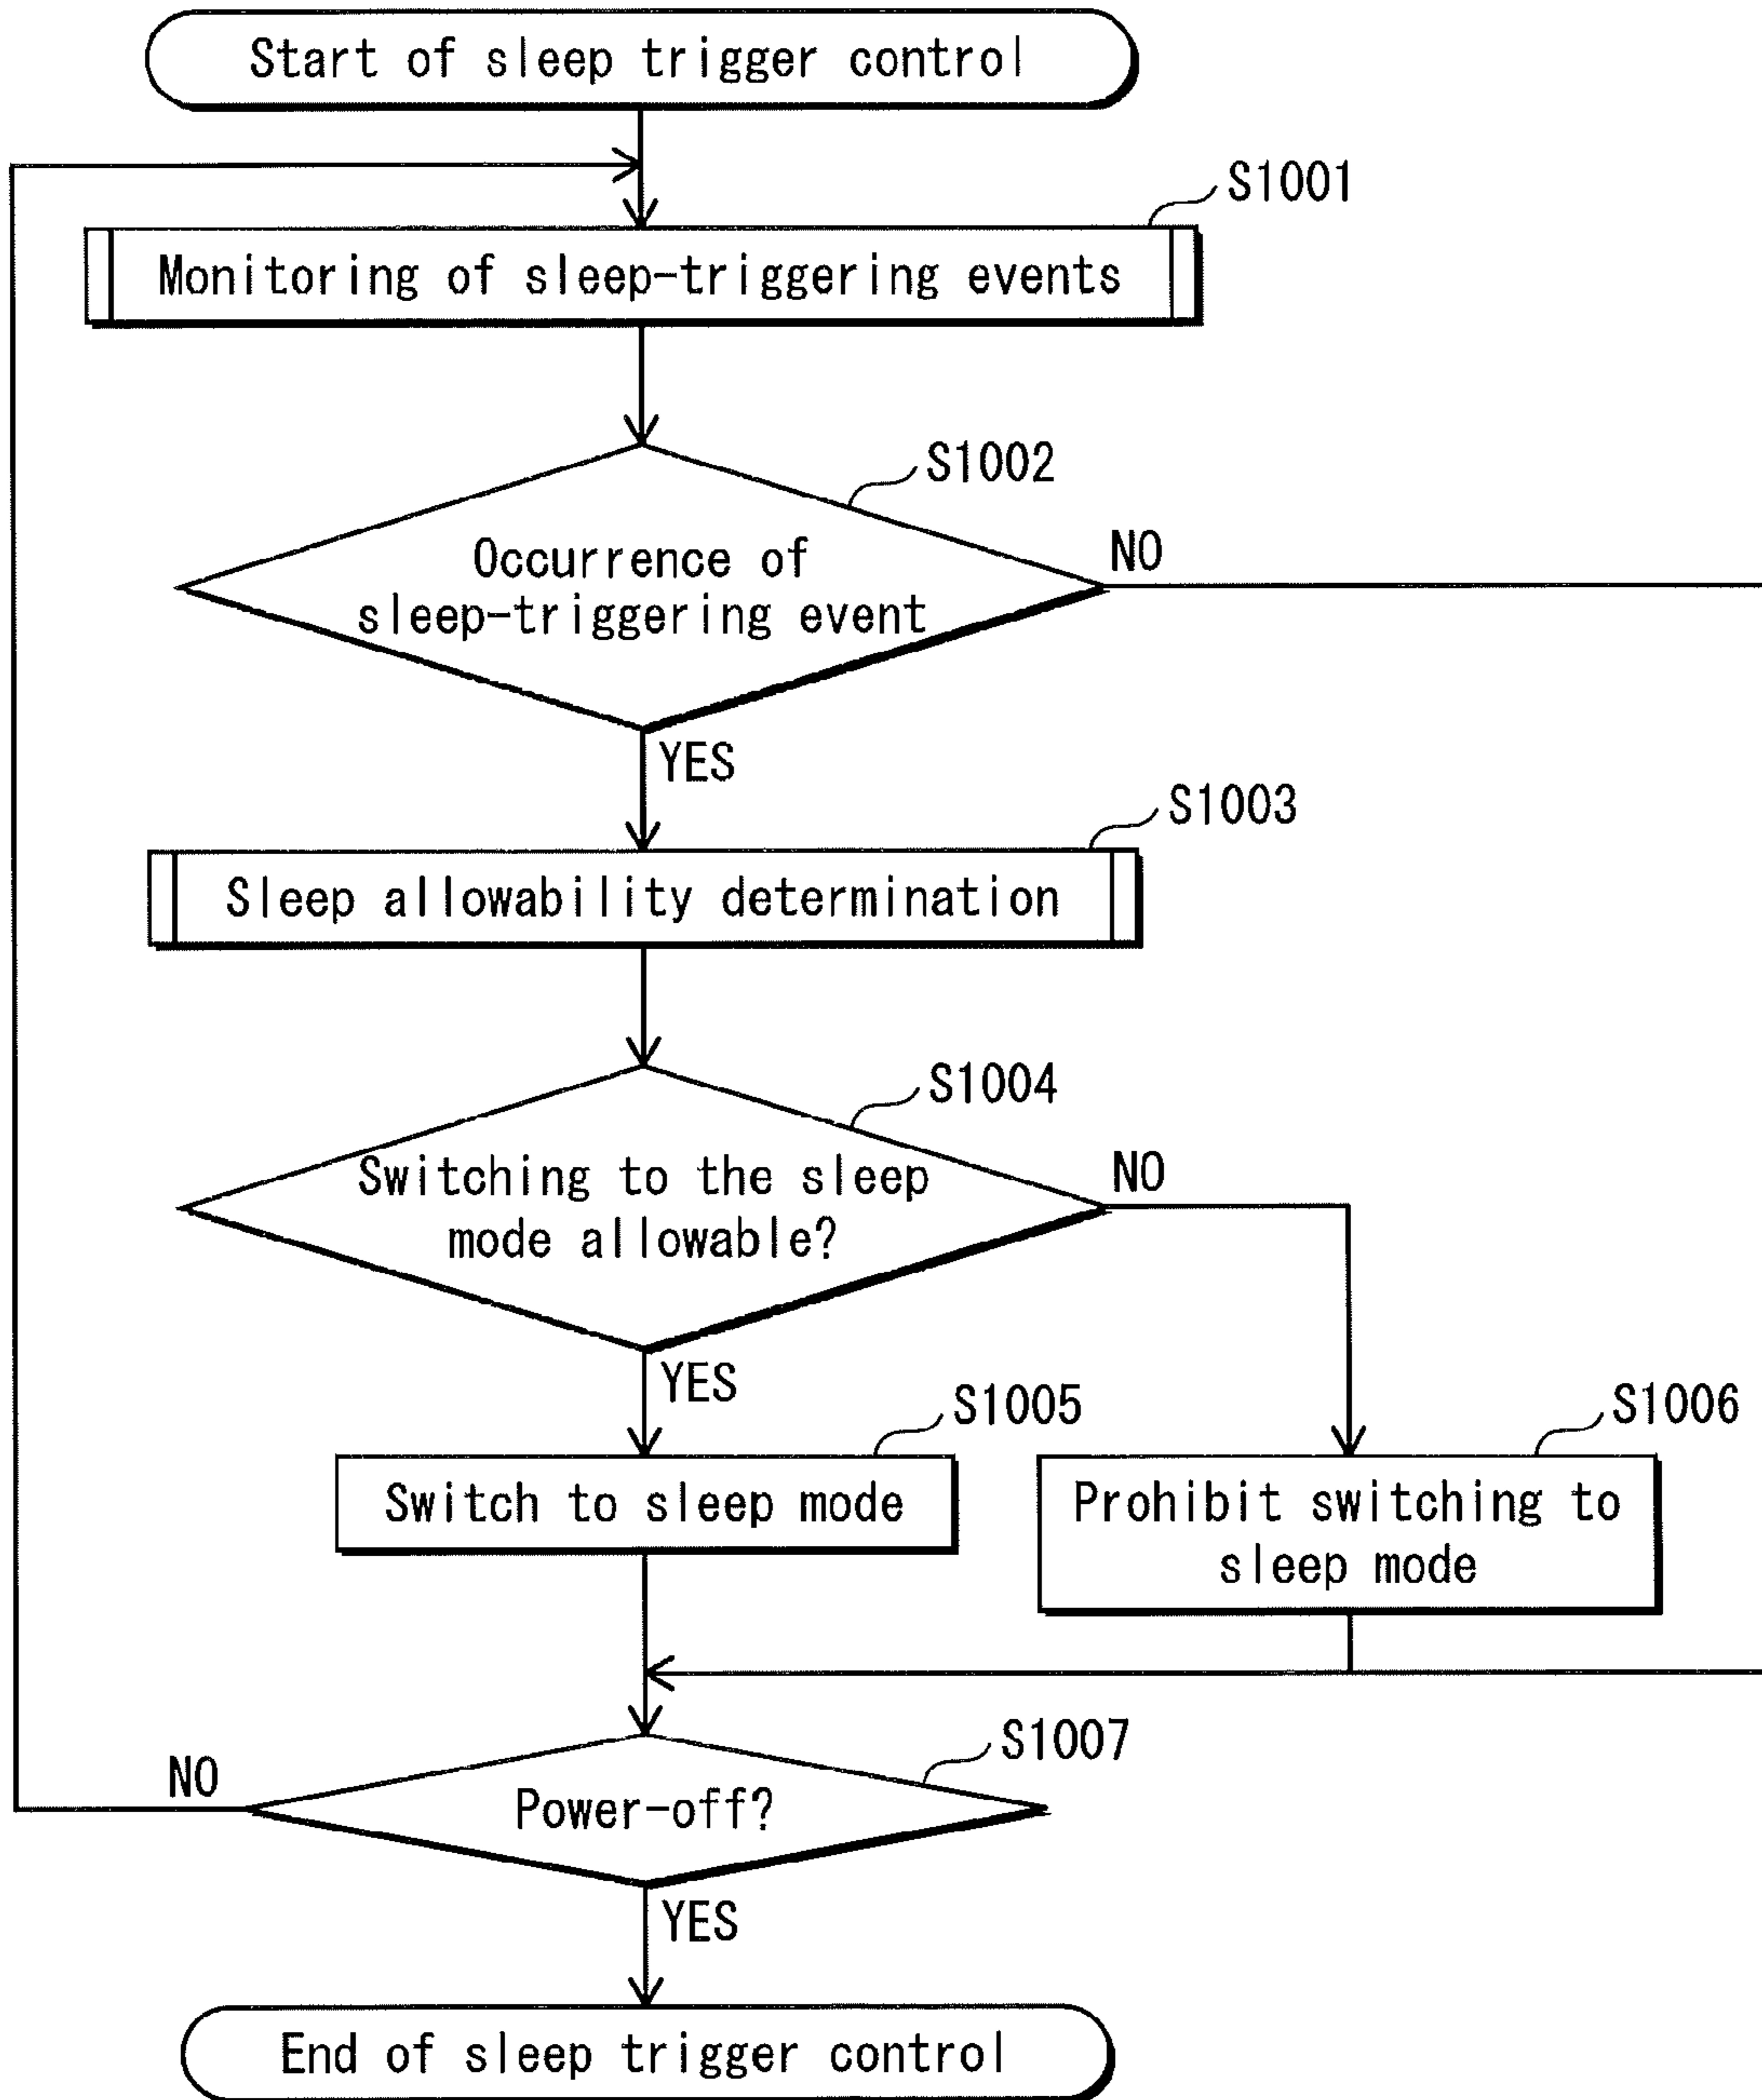 Start of sleep trigger control
S1001
Monitoring of sleep-triggering events
S1002
Occurrence of
sleep-triggering event
NO
YES
S1003
Sleep allowability determination
S1004
Switching to the sleep
mode allowable?
NO
YES
S1005
Switch to sleep mode
S1006
Prohibit switching to
sleep mode
S1007
Power-off?
NO
YES
End of sleep trigger control